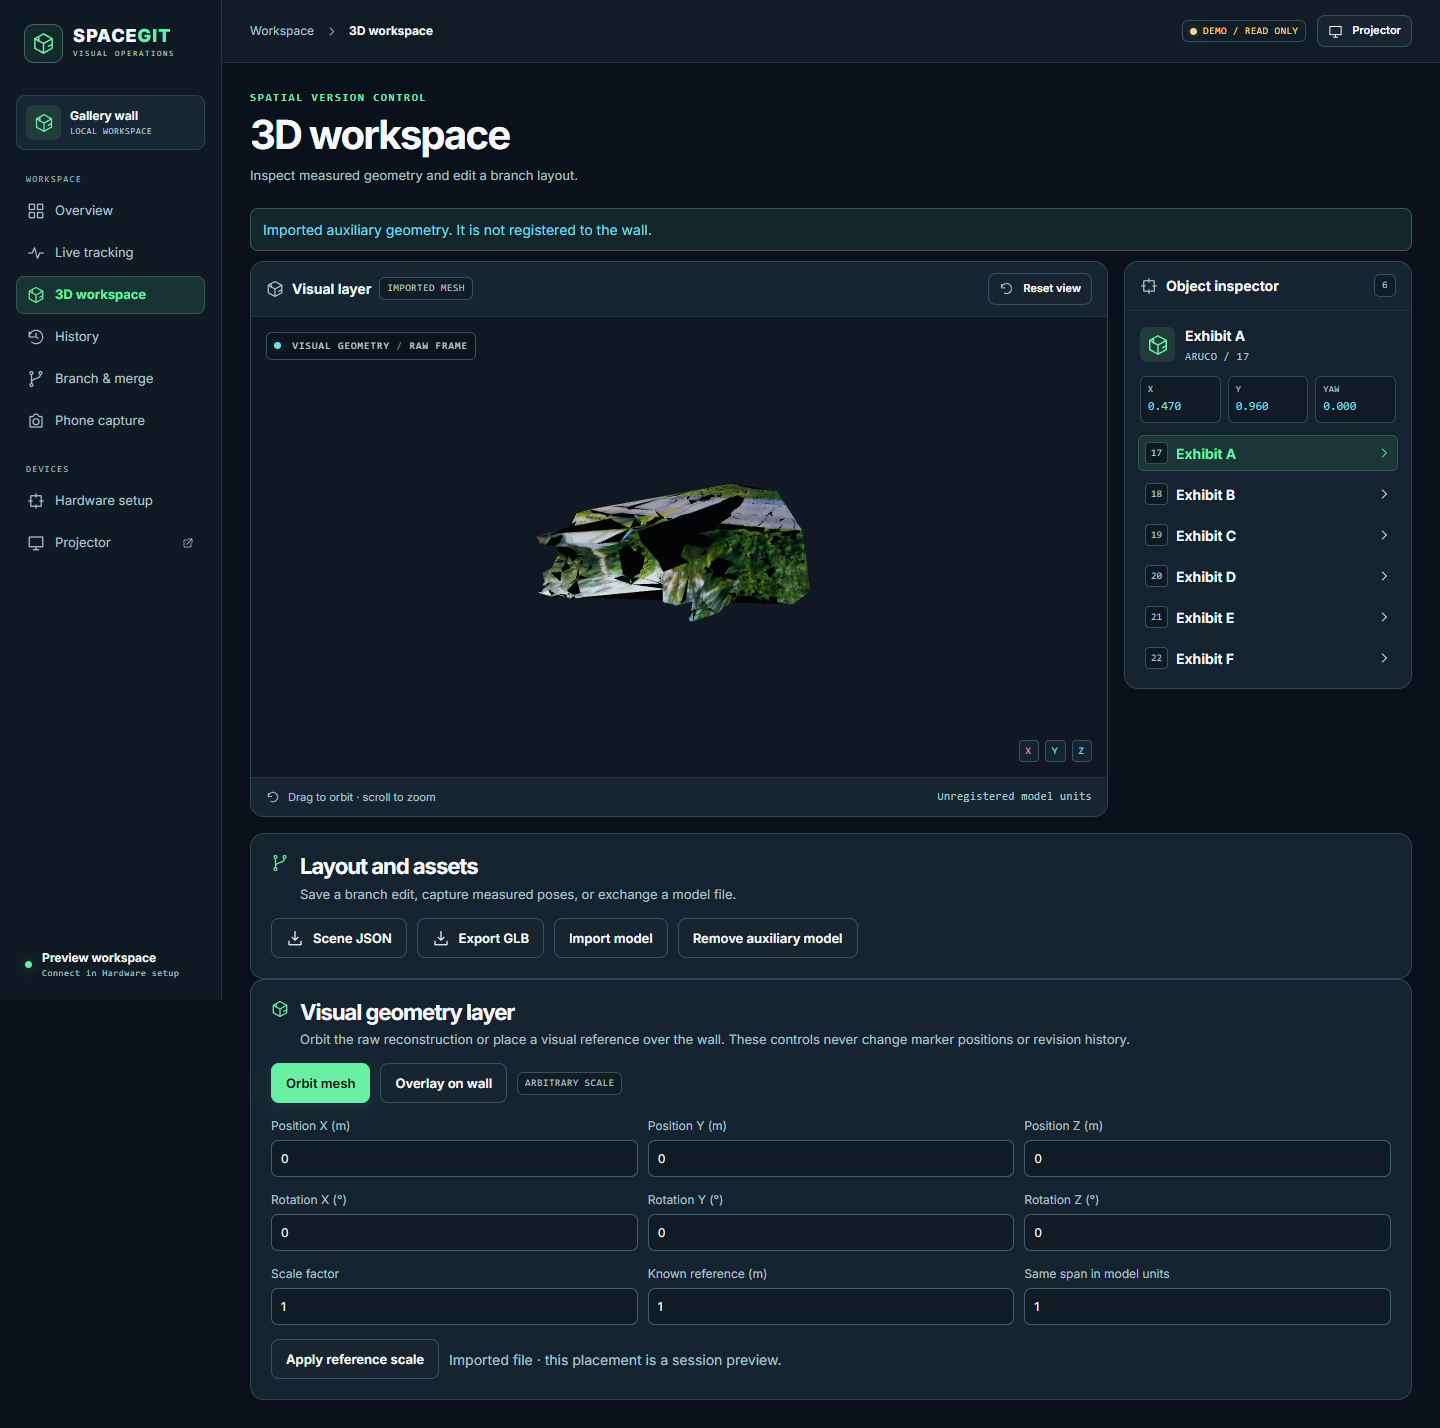 SPACEGIT
VISUAL OPERATIONS
Gallery wall
LOCAL WORKSPACE
WORKSPACE
Overview
Live tracking
3D workspace
History
Branch & merge
Phone capture
DEVICES
Hardware setup
Projector
Preview workspace
Connect in Hardware setup
Workspace > 3D workspace
DEMO / READ ONLY
Projector
SPATIAL VERSION CONTROL
3D workspace
Inspect measured geometry and edit a branch layout.
Imported auxiliary geometry. It is not registered to the wall.
Visual layer IMPORTED MESH
Reset view
VISUAL GEOMETRY / RAW FRAME
X Y Z
Drag to orbit · scroll to zoom
Unregistered model units
Object inspector 6
Exhibit A
ARUCO / 17
X Y YAW
0.470 0.960 0.000
17 Exhibit A
18 Exhibit B
19 Exhibit C
20 Exhibit D
21 Exhibit E
22 Exhibit F
Layout and assets
Save a branch edit, capture measured poses, or exchange a model file.
Scene JSON Export GLB Import model Remove auxiliary model
Visual geometry layer
Orbit the raw reconstruction or place a visual reference over the wall. These controls never change marker positions or revision history.
Orbit mesh Overlay on wall ARBITRARY SCALE
Position X (m) Position Y (m) Position Z (m)
0 0 0
Rotation X (°) Rotation Y (°) Rotation Z (°)
0 0 0
Scale factor Known reference (m) Same span in model units
1 1 1
Apply reference scale Imported file · this placement is a session preview.